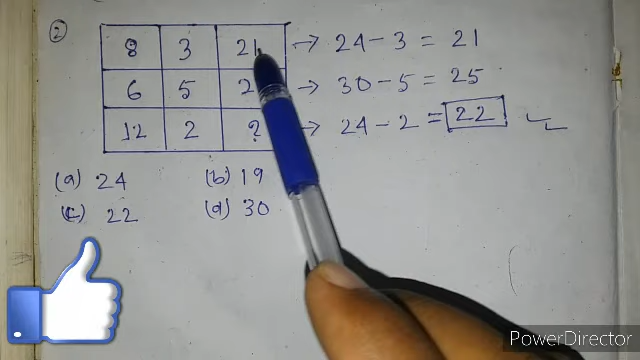 ②
8 3 21 → 24 - 3 = 21
6 5 2 → 30 - 5 = 25
12 2 ? → 24 - 2 = 22
(a) 24 (b) 19
(c) 22 (d) 30
PowerDirector